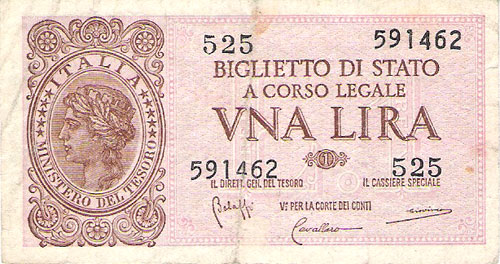 ITALIA
MINISTERO DEL TESORO
525 591462
BIGLIETTO DI STATO
A CORSO LEGALE
VNA LIRA
591462 1 525
IL DIRETT. GEN. DEL TESORO IL CASSIERE SPECIALE
Vº PER LA CORTE DEI CONTI
Cavallaro